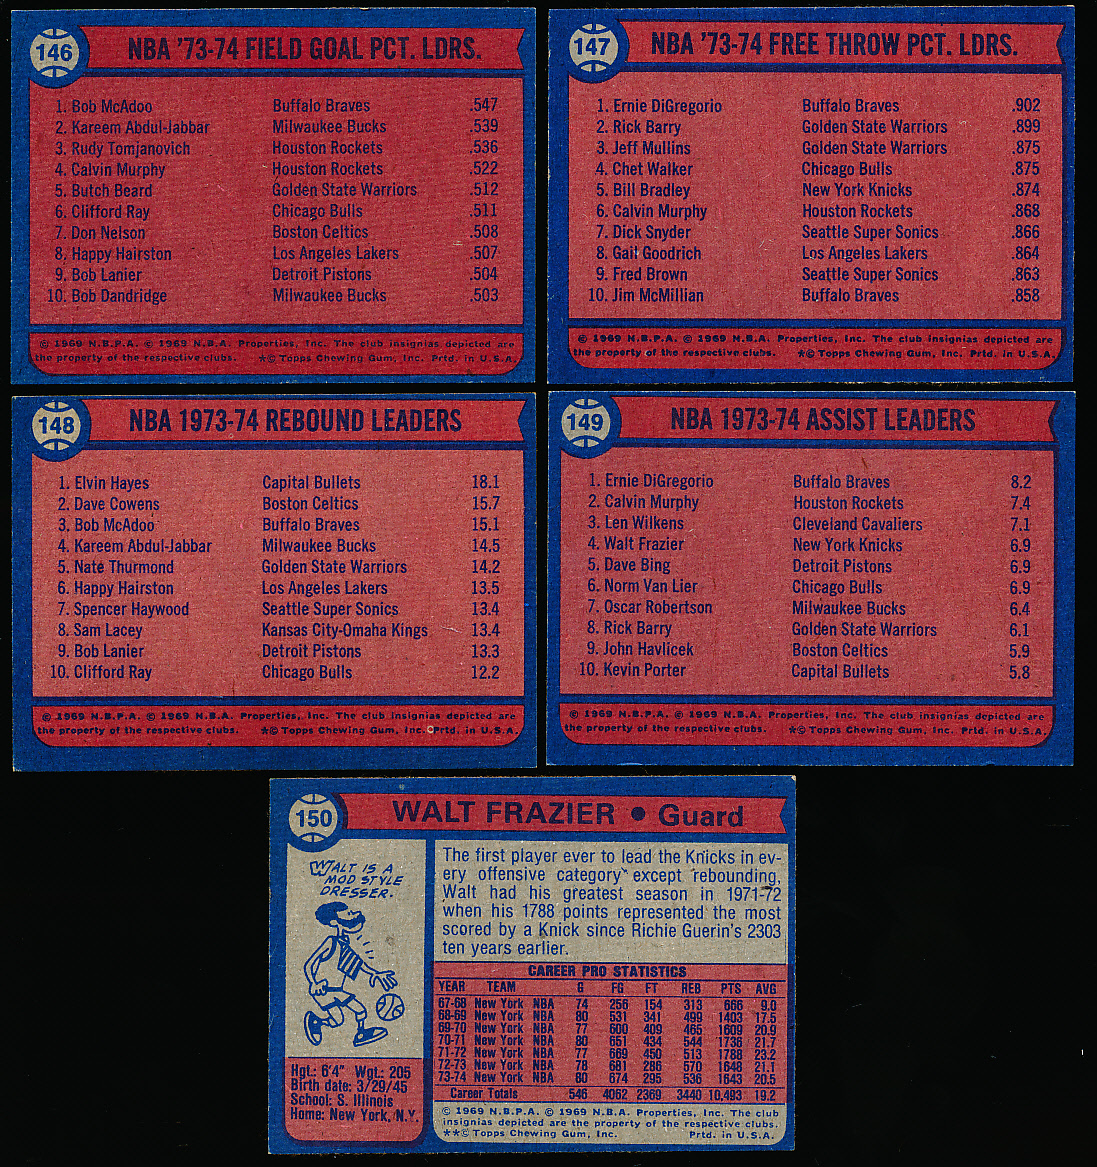 146
NBA '73-74 FIELD GOAL PCT. LDRS.
1. Bob McAdoo Buffalo Braves .547
2. Kareem Abdul-Jabbar Milwaukee Bucks .539
3. Rudy Tomjanovich Houston Rockets .536
4. Calvin Murphy Houston Rockets .522
5. Butch Beard Golden State Warriors .512
6. Clifford Ray Chicago Bulls .511
7. Don Nelson Boston Celtics .508
8. Happy Hairston Los Angeles Lakers .507
9. Bob Lanier Detroit Pistons .504
10. Bob Dandridge Milwaukee Bucks .503
© 1969 N.B.P.A. © 1969 N.B.A. Properties, Inc. The club insignias depicted are
the property of the respective clubs. *© Topps Chewing Gum, Inc. Prtd. in U.S.A.
147
NBA '73-74 FREE THROW PCT. LDRS.
1. Ernie DiGregorio Buffalo Braves .902
2. Rick Barry Golden State Warriors .899
3. Jeff Mullins Golden State Warriors .875
4. Chet Walker Chicago Bulls .875
5. Bill Bradley New York Knicks .874
6. Calvin Murphy Houston Rockets .868
7. Dick Snyder Seattle Super Sonics .866
8. Gail Goodrich Los Angeles Lakers .864
9. Fred Brown Seattle Super Sonics .863
10. Jim McMillian Buffalo Braves .858
© 1969 N.B.P.A. © 1969 N.B.A. Properties, Inc. The club insignias depicted are
the property of the respective clubs. *© Topps Chewing Gum, Inc. Prtd. in U.S.A.
148
NBA 1973-74 REBOUND LEADERS
1. Elvin Hayes Capital Bullets 18.1
2. Dave Cowens Boston Celtics 15.7
3. Bob McAdoo Buffalo Braves 15.1
4. Kareem Abdul-Jabbar Milwaukee Bucks 14.5
5. Nate Thurmond Golden State Warriors 14.2
6. Happy Hairston Los Angeles Lakers 13.5
7. Spencer Haywood Seattle Super Sonics 13.4
8. Sam Lacey Kansas City-Omaha Kings 13.4
9. Bob Lanier Detroit Pistons 13.3
10. Clifford Ray Chicago Bulls 12.2
© 1969 N.B.P.A. © 1969 N.B.A. Properties, Inc. The club insignias depicted are
the property of the respective clubs. *© Topps Chewing Gum, Inc. Prtd. in U.S.A.
149
NBA 1973-74 ASSIST LEADERS
1. Ernie DiGregorio Buffalo Braves 8.2
2. Calvin Murphy Houston Rockets 7.4
3. Len Wilkens Cleveland Cavaliers 7.1
4. Walt Frazier New York Knicks 6.9
5. Dave Bing Detroit Pistons 6.9
6. Norm Van Lier Chicago Bulls 6.9
7. Oscar Robertson Milwaukee Bucks 6.4
8. Rick Barry Golden State Warriors 6.1
9. John Havlicek Boston Celtics 5.9
10. Kevin Porter Capital Bullets 5.8
© 1969 N.B.P.A. © 1969 N.B.A. Properties, Inc. The club insignias depicted are
the property of the respective clubs. *© Topps Chewing Gum, Inc. Prtd. in U.S.A.
150
WALT FRAZIER • Guard
WALT IS A
MOD STYLE
DRESSER.
Hgt.: 6'4" Wgt.: 205
Birth date: 3/29/45
School: S. Illinois
Home: New York, N.Y.
The first player ever to lead the Knicks in ev-
ery offensive category except rebounding,
Walt had his greatest season in 1971-72
when his 1788 points represented the most
scored by a Knick since Richie Guerin's 2303
ten years earlier.
CAREER PRO STATISTICS
YEAR TEAM G FG FT REB PTS AVG
67-68 New York NBA 74 256 154 313 666 9.0
68-69 New York NBA 80 531 341 499 1403 17.5
69-70 New York NBA 77 600 409 465 1609 20.9
70-71 New York NBA 80 651 434 544 1736 21.7
71-72 New York NBA 77 669 450 513 1788 23.2
72-73 New York NBA 78 681 286 570 1648 21.1
73-74 New York NBA 80 674 295 536 1643 20.5
Career Totals 546 4062 2369 3440 10,493 19.2
© 1969 N.B.P.A. © 1969 N.B.A. Properties, Inc. The club
insignias depicted are the property of the respective clubs.
**© Topps Chewing Gum, Inc. Prtd. in U.S.A.